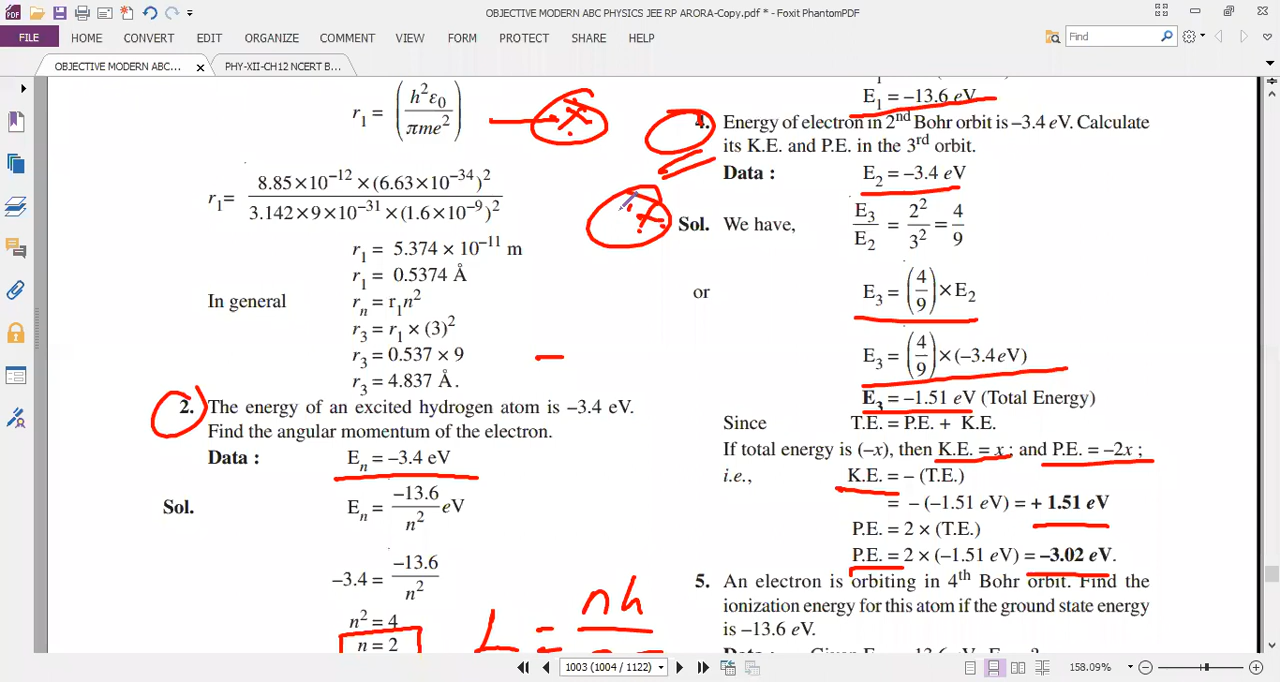 OBJECTIVE MODERN ABC PHYSICS JEE RP ARORA-Copy.pdf * - Foxit PhantomPDF
FILE HOME CONVERT EDIT ORGANIZE COMMENT VIEW FORM PROTECT SHARE HELP
Find
OBJECTIVE MODERN ABC... × PHY-XII-CH12 NCERT B...
r₁ = (h²ε₀ / πme²)
r₁= 8.85×10⁻¹²×(6.63×10⁻³⁴)² / 3.142×9×10⁻³¹×(1.6×10⁻⁹)²
r₁ = 5.374 × 10⁻¹¹ m
r₁ = 0.5374 Å
In general rₙ = r₁n²
r₃ = r₁ × (3)²
r₃ = 0.537 × 9
r₃ = 4.837 Å.
2. The energy of an excited hydrogen atom is –3.4 eV.
Find the angular momentum of the electron.
Data : Eₙ = –3.4 eV
Sol. Eₙ = –13.6 / n² eV
–3.4 = –13.6 / n²
n² = 4
n = 2
L = nh
E₁ = –13.6 eV
4. Energy of electron in 2nd Bohr orbit is –3.4 eV. Calculate
its K.E. and P.E. in the 3rd orbit.
Data : E₂ = –3.4 eV
Sol. We have, E₃ / E₂ = 2² / 3² = 4 / 9
or E₃ = (4 / 9) × E₂
E₃ = (4 / 9) × (–3.4 eV)
E₃ = –1.51 eV (Total Energy)
Since T.E. = P.E. + K.E.
If total energy is (–x), then K.E. = x ; and P.E. = –2x ;
i.e., K.E. = – (T.E.)
= – (–1.51 eV) = + 1.51 eV
P.E. = 2 × (T.E.)
P.E. = 2 × (–1.51 eV) = –3.02 eV.
5. An electron is orbiting in 4th Bohr orbit. Find the
ionization energy for this atom if the ground state energy
is –13.6 eV.
1003 (1004 / 1122)
158.09%